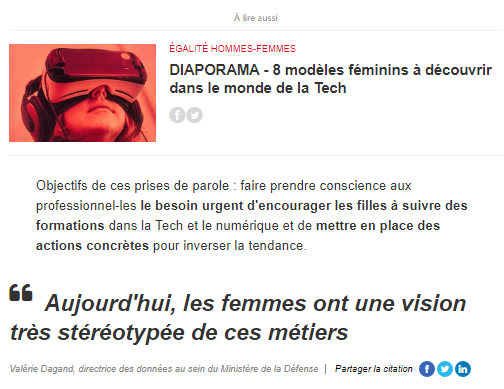 À lire aussi
ÉGALITÉ HOMMES-FEMMES
DIAPORAMA - 8 modèles féminins à découvrir
dans le monde de la Tech
Objectifs de ces prises de parole : faire prendre conscience aux
professionnel-les le besoin urgent d'encourager les filles à suivre des
formations dans la Tech et le numérique et de mettre en place des
actions concrètes pour inverser la tendance.
Aujourd'hui, les femmes ont une vision
très stéréotypée de ces métiers
Valérie Dagand, directrice des données au sein du Ministère de la Défense | Partager la citation